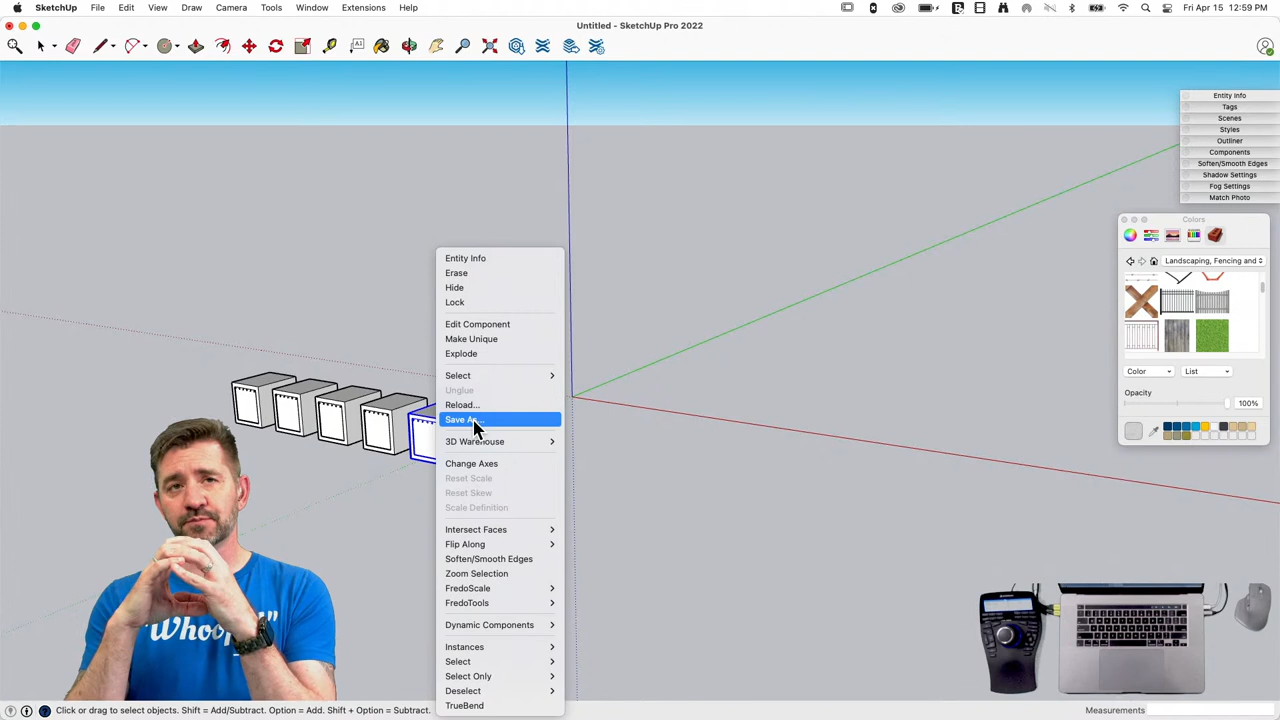 SketchUp File Edit View Draw Camera Tools Window Extensions Help Fri Apr 15 12:59 PM
Untitled - SketchUp Pro 2022
Entity Info
Tags
Scenes
Styles
Outliner
Components
Soften/Smooth Edges
Shadow Settings
Fog Settings
Match Photo
Colors
Landscaping, Fencing and
Color List
Opacity
100%
Entity Info
Erase
Hide
Lock
Edit Component
Make Unique
Explode
Select
Unglue
Reload...
Save As...
3D Warehouse
Change Axes
Reset Scale
Reset Skew
Scale Definition
Intersect Faces
Flip Along
Soften/Smooth Edges
Zoom Selection
FredoScale
FredoTools
Dynamic Components
Instances
Select
Select Only
Deselect
TrueBend
"Whoops"
Click or drag to select objects. Shift = Add/Subtract. Option = Add. Shift + Option = Subtract. Measurements